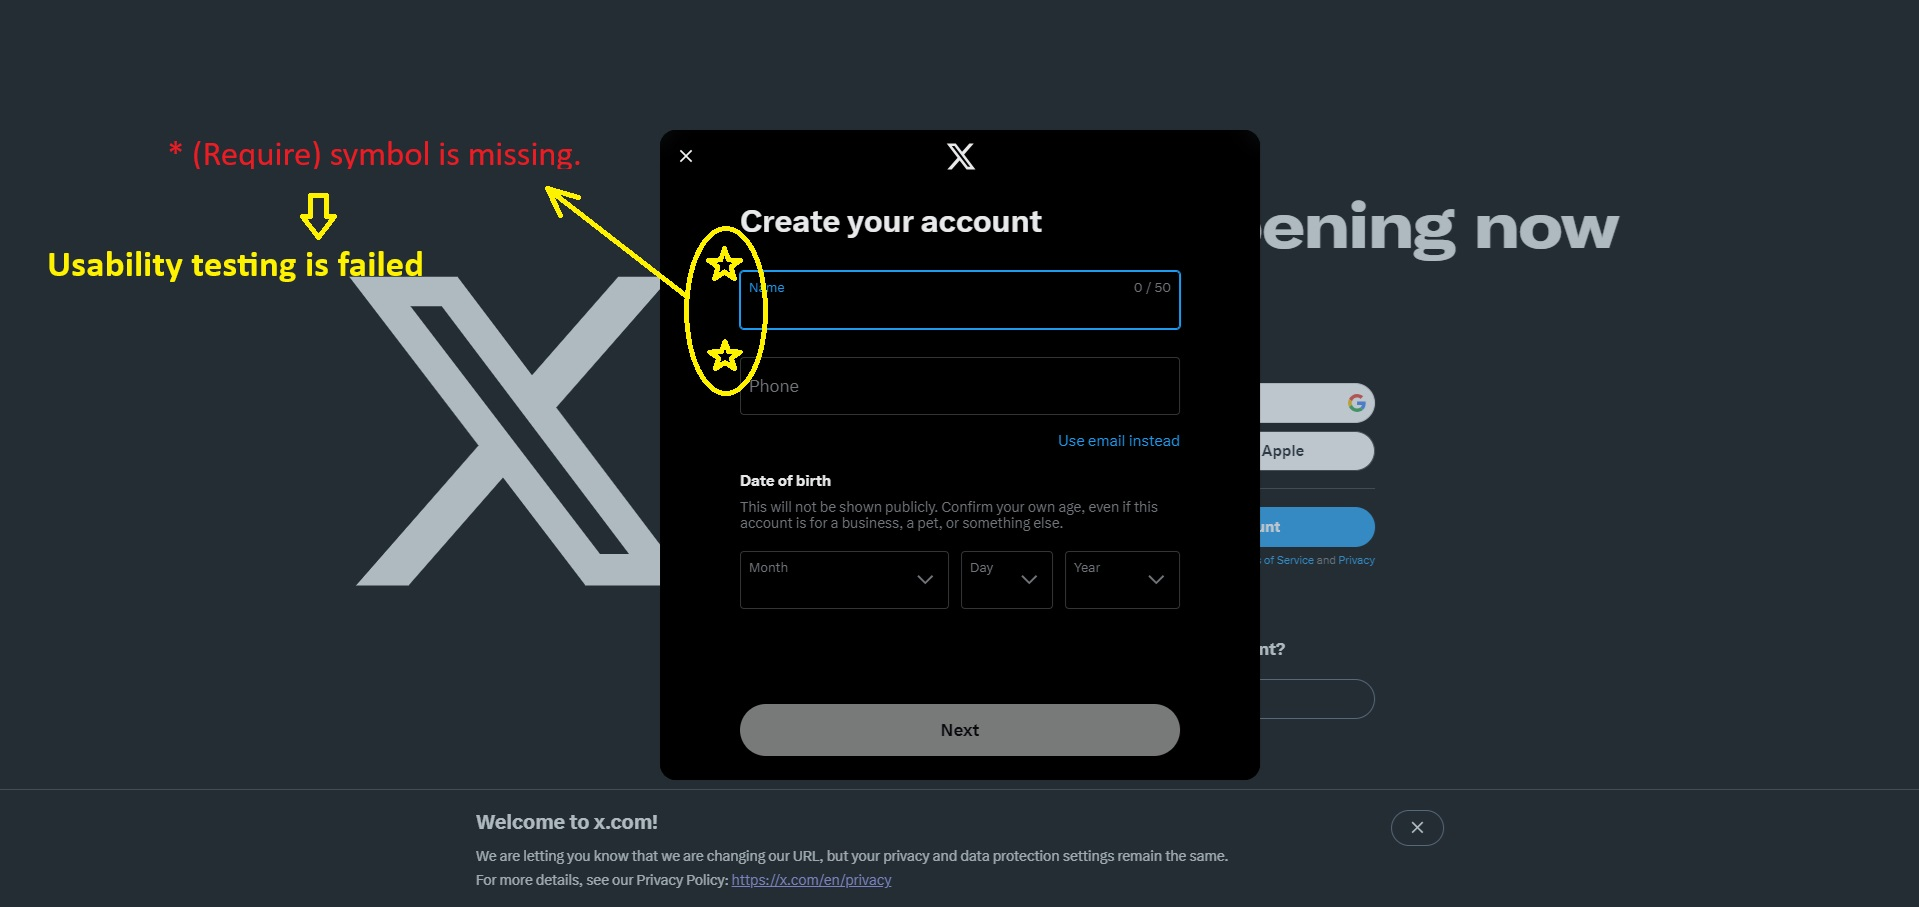 * (Require) symbol is missing.
Usability testing is failed
ening now
Create your account
Name
0 / 50
Phone
Use email instead
Date of birth
This will not be shown publicly. Confirm your own age, even if this
account is for a business, a pet, or something else.
Month
Day
Year
Next
Apple
unt
of Service and Privacy
nt?
Welcome to x.com!
We are letting you know that we are changing our URL, but your privacy and data protection settings remain the same.
For more details, see our Privacy Policy: https://x.com/en/privacy